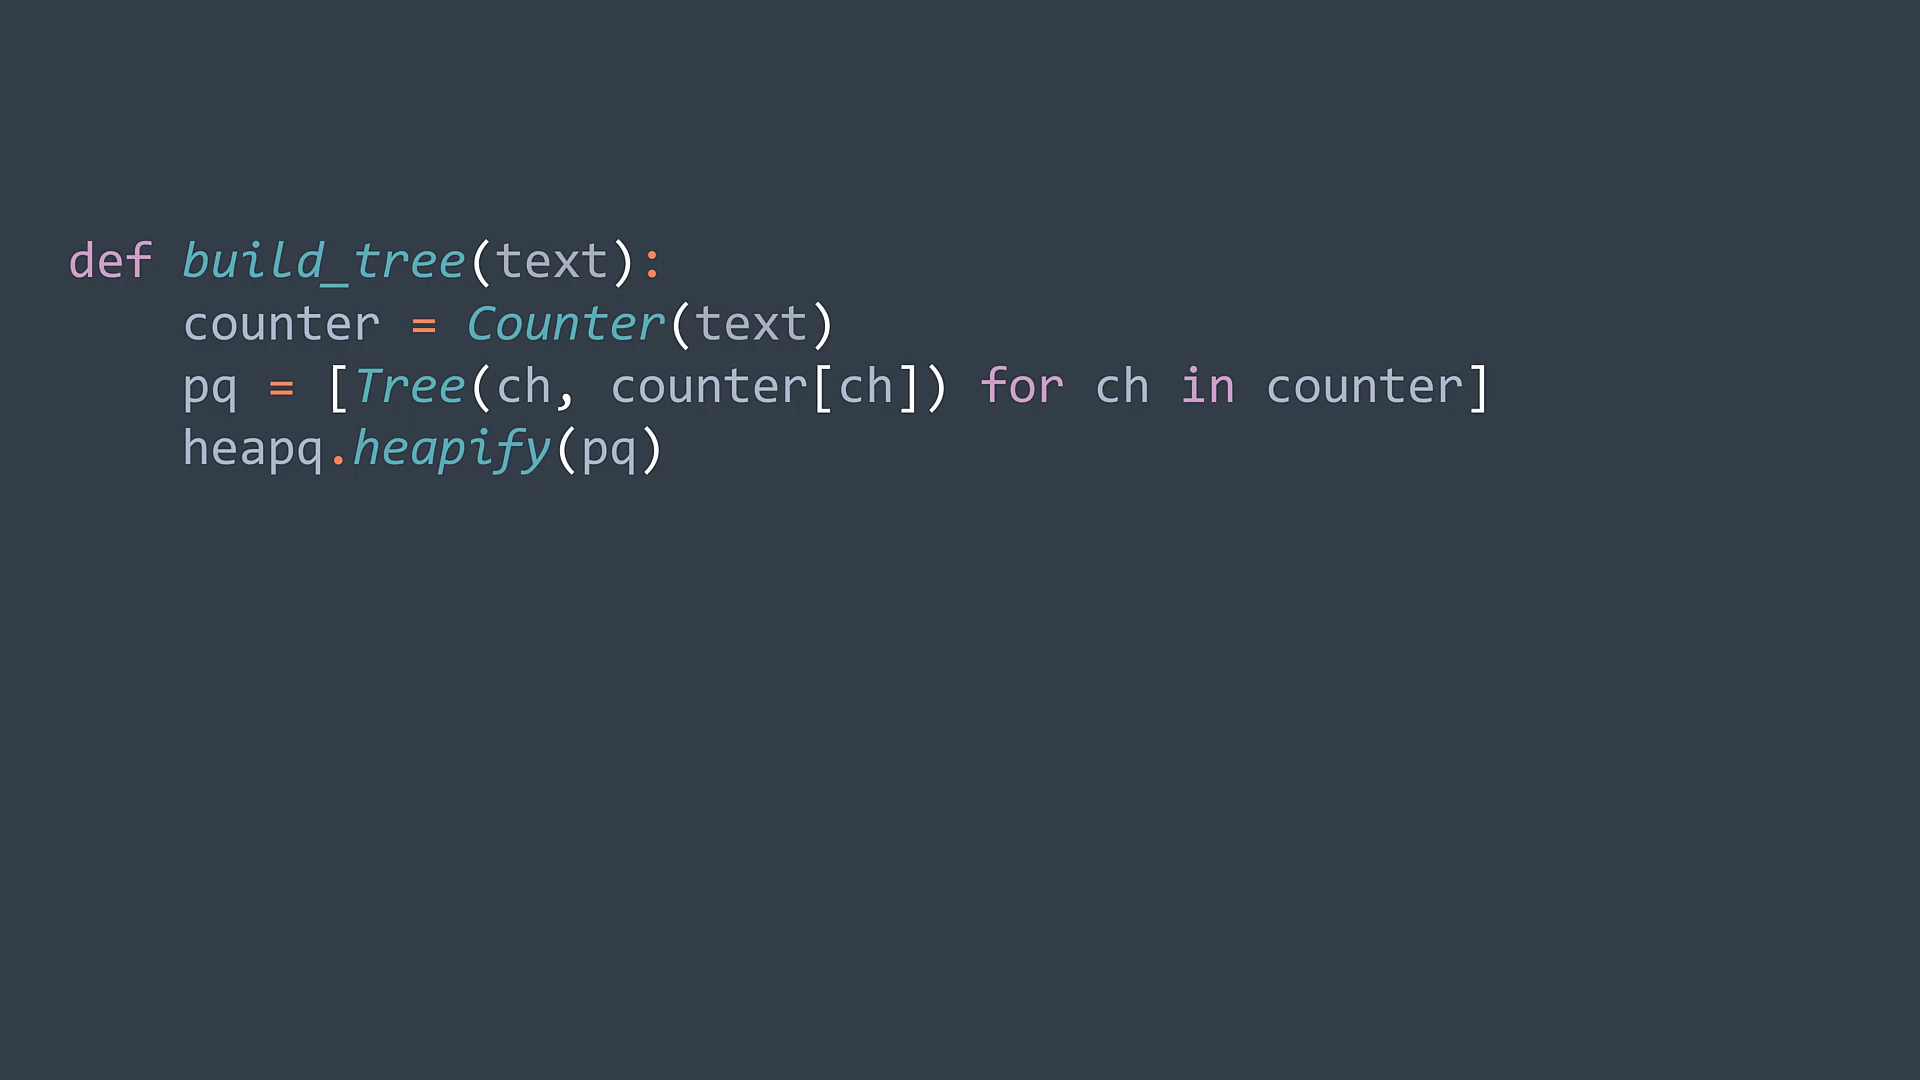 def build_tree(text):
    counter = Counter(text)
    pq = [Tree(ch, counter[ch]) for ch in counter]
    heapq.heapify(pq)